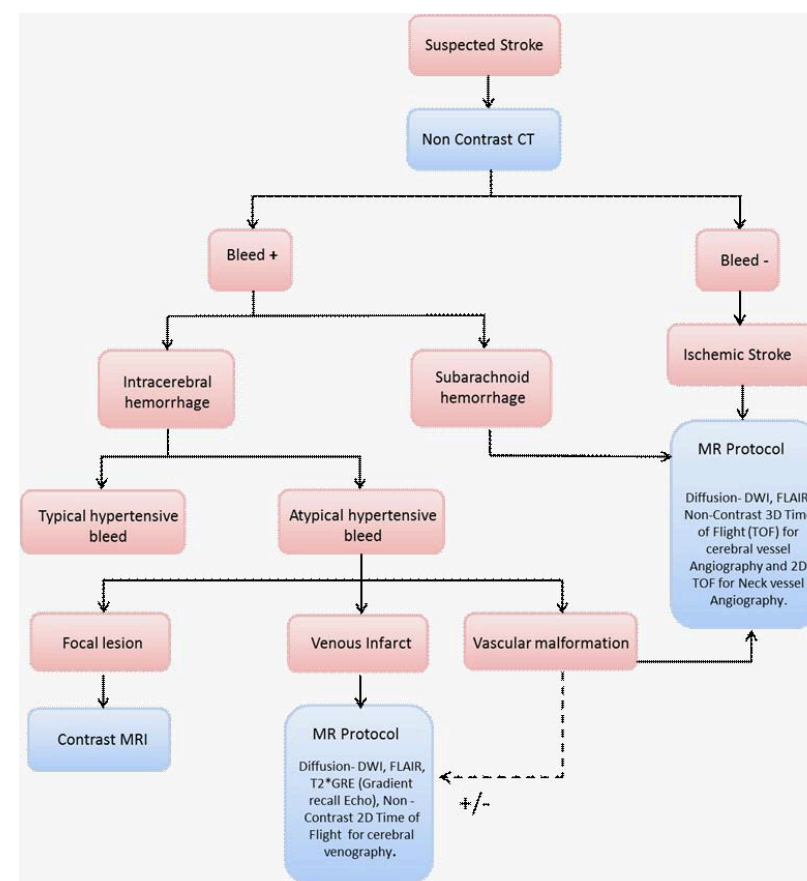 Suspected Stroke
Non Contrast CT
Bleed +
Bleed -
Intracerebral
hemorrhage
Subarachnoid
hemorrhage
Ischemic Stroke
Typical hypertensive
bleed
Atypical hypertensive
bleed
MR Protocol
Diffusion- DWI, FLAIR,
Non-Contrast 3D Time
of Flight (TOF) for
cerebral vessel
Angiography and 2D
TOF for Neck vessel
Angiography.
Focal lesion
Venous Infarct
Vascular malformation
Contrast MRI
MR Protocol
Diffusion- DWI, FLAIR,
T2*GRE (Gradient
recall Echo), Non -
Contrast 2D Time of
Flight for cerebral
venography.
+/-